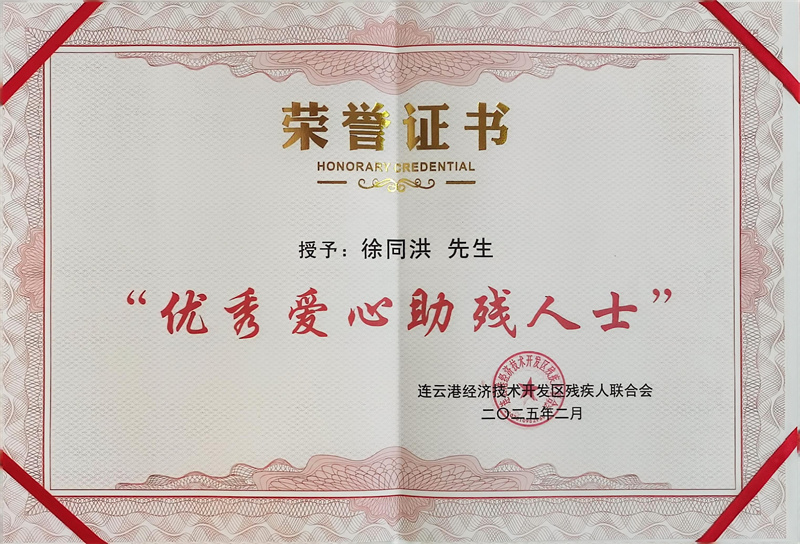 荣誉证书
HONORARY CREDENTIAL
授予：徐同洪 先生
“优秀爱心助残人士”
连云港经济技术开发区残疾人联合会
二〇二五年二月